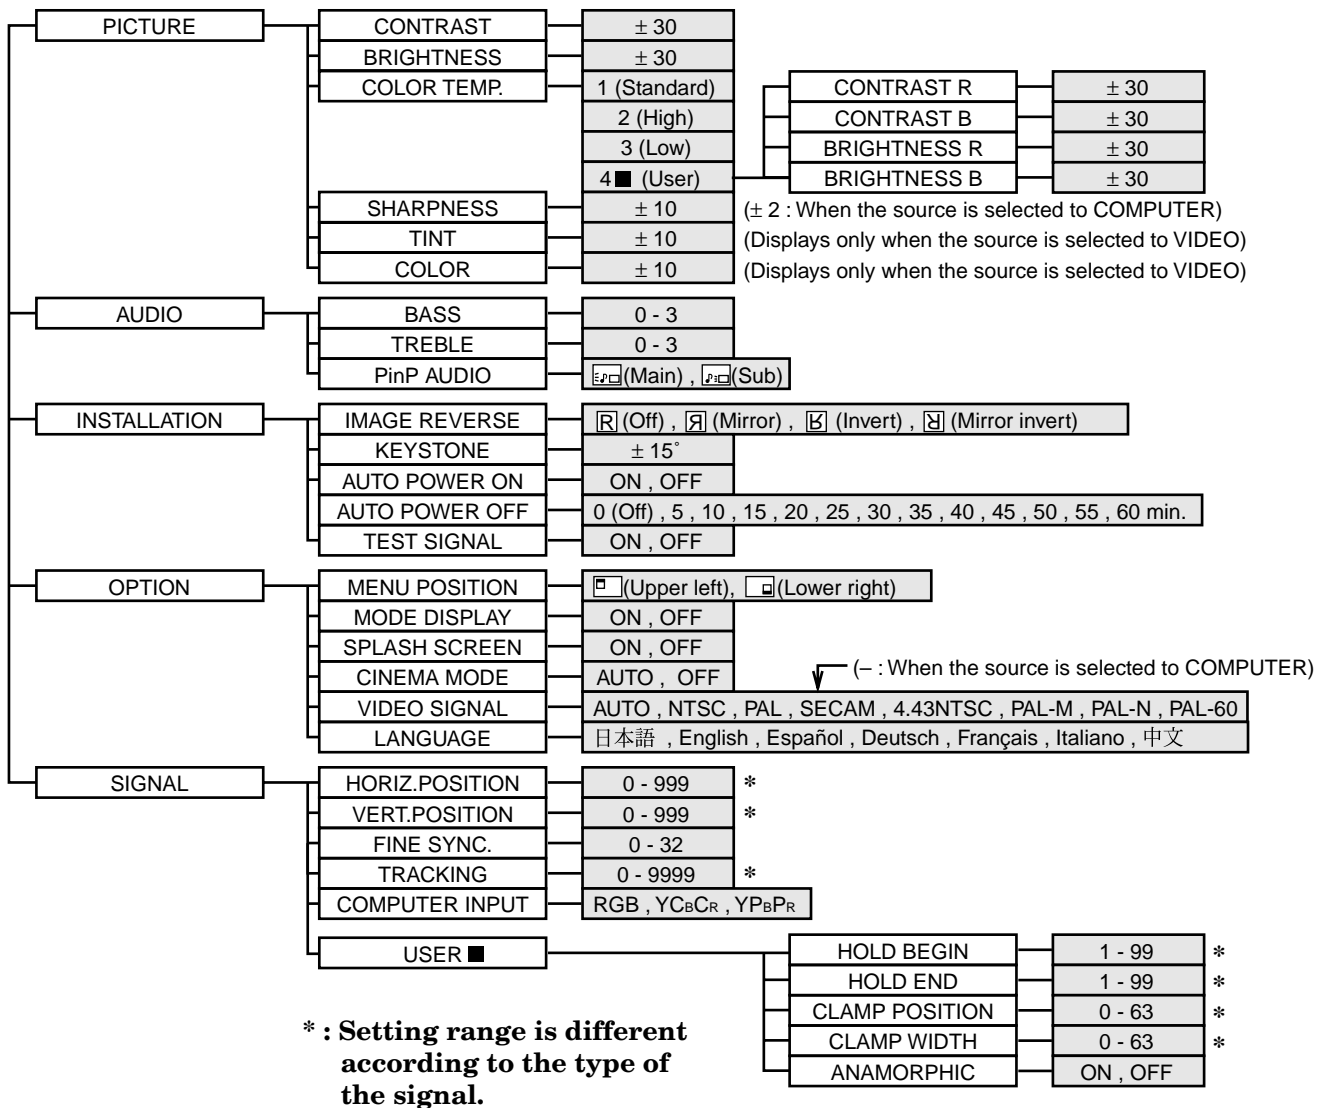 PICTURE CONTRAST ± 30
BRIGHTNESS ± 30
COLOR TEMP. 1 (Standard) CONTRAST R ± 30
2 (High) CONTRAST B ± 30
3 (Low) BRIGHTNESS R ± 30
4■ (User) BRIGHTNESS B ± 30
SHARPNESS ± 10 (± 2 : When the source is selected to COMPUTER)
TINT ± 10 (Displays only when the source is selected to VIDEO)
COLOR ± 10 (Displays only when the source is selected to VIDEO)
AUDIO BASS 0 - 3
TREBLE 0 - 3
PinP AUDIO (Main) , (Sub)
INSTALLATION IMAGE REVERSE R (Off) , R (Mirror) , R (Invert) , R (Mirror invert)
KEYSTONE ± 15°
AUTO POWER ON ON , OFF
AUTO POWER OFF 0 (Off) , 5 , 10 , 15 , 20 , 25 , 30 , 35 , 40 , 45 , 50 , 55 , 60 min.
TEST SIGNAL ON , OFF
OPTION MENU POSITION (Upper left), (Lower right)
MODE DISPLAY ON , OFF
SPLASH SCREEN ON , OFF
CINEMA MODE AUTO , OFF (– : When the source is selected to COMPUTER)
VIDEO SIGNAL AUTO , NTSC , PAL , SECAM , 4.43NTSC , PAL-M , PAL-N , PAL-60
LANGUAGE 日本語 , English , Español , Deutsch , Français , Italiano , 中文
SIGNAL HORIZ.POSITION 0 - 999 *
VERT.POSITION 0 - 999 *
FINE SYNC. 0 - 32
TRACKING 0 - 9999 *
COMPUTER INPUT RGB , YCBCR , YPBPR
USER ■ HOLD BEGIN 1 - 99 *
HOLD END 1 - 99 *
CLAMP POSITION 0 - 63 *
CLAMP WIDTH 0 - 63 *
ANAMORPHIC ON , OFF
* : Setting range is different
according to the type of
the signal.